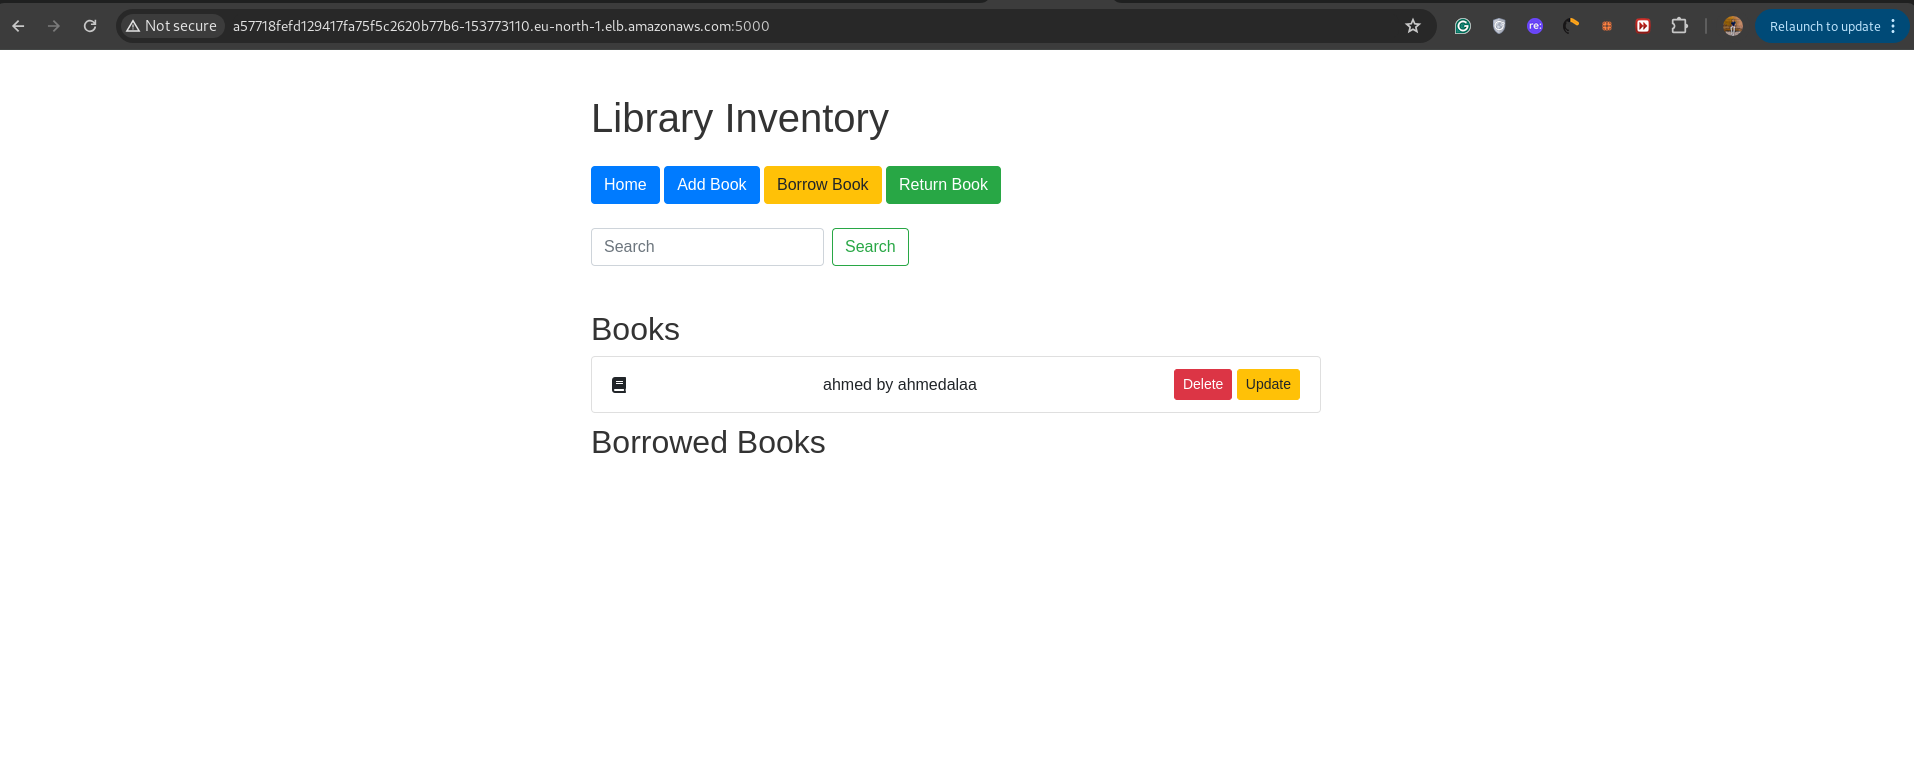 Not secure a57718fefd129417fa75f5c2620b77b6-153773110.eu-north-1.elb.amazonaws.com:5000 re: Relaunch to update
Library Inventory
Home Add Book Borrow Book Return Book
Search Search
Books
ahmed by ahmedalaa Delete Update
Borrowed Books